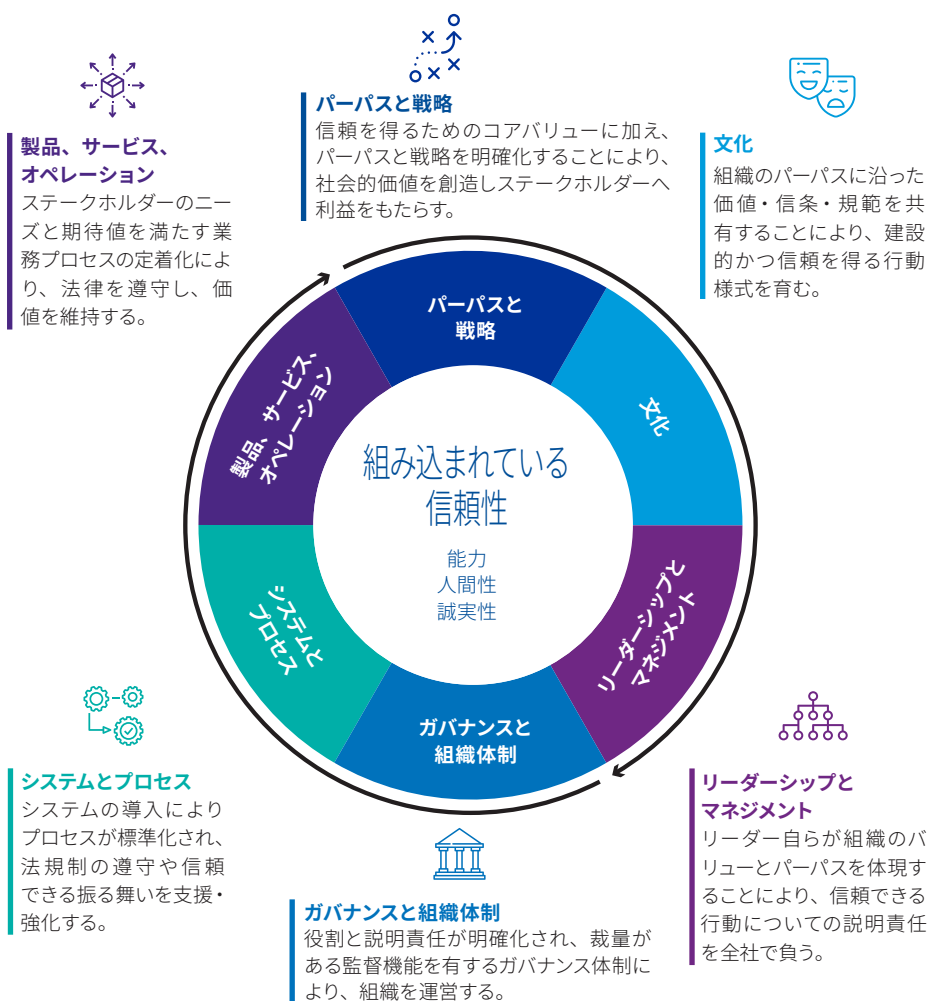 パーパスと戦略
信頼を得るためのコアバリューに加え、
パーパスと戦略を明確化することにより、
社会的価値を創造しステークホルダーへ
利益をもたらす。
製品、サービス、
オペレーション
ステークホルダーのニー
ズと期待値を満たす業
務プロセスの定着化によ
り、法律を遵守し、価
値を維持する。
文化
組織のパーパスに沿った
価値・信条・規範を共
有することにより、建設
的かつ信頼を得る行動
様式を育む。
パーパスと
戦略
製品、サービス、
オペレーション
文化
組み込まれている
信頼性
能力
人間性
誠実性
システムと
プロセス
リーダーシップと
マネジメント
ガバナンスと
組織体制
システムとプロセス
システムの導入により
プロセスが標準化され、
法規制の遵守や信頼
できる振る舞いを支援・
強化する。
リーダーシップと
マネジメント
リーダー自らが組織のバ
リューとパーパスを体現す
ることにより、信頼できる
行動についての説明責任
を全社で負う。
ガバナンスと組織体制
役割と説明責任が明確化され、裁量が
ある監督機能を有するガバナンス体制に
より、組織を運営する。